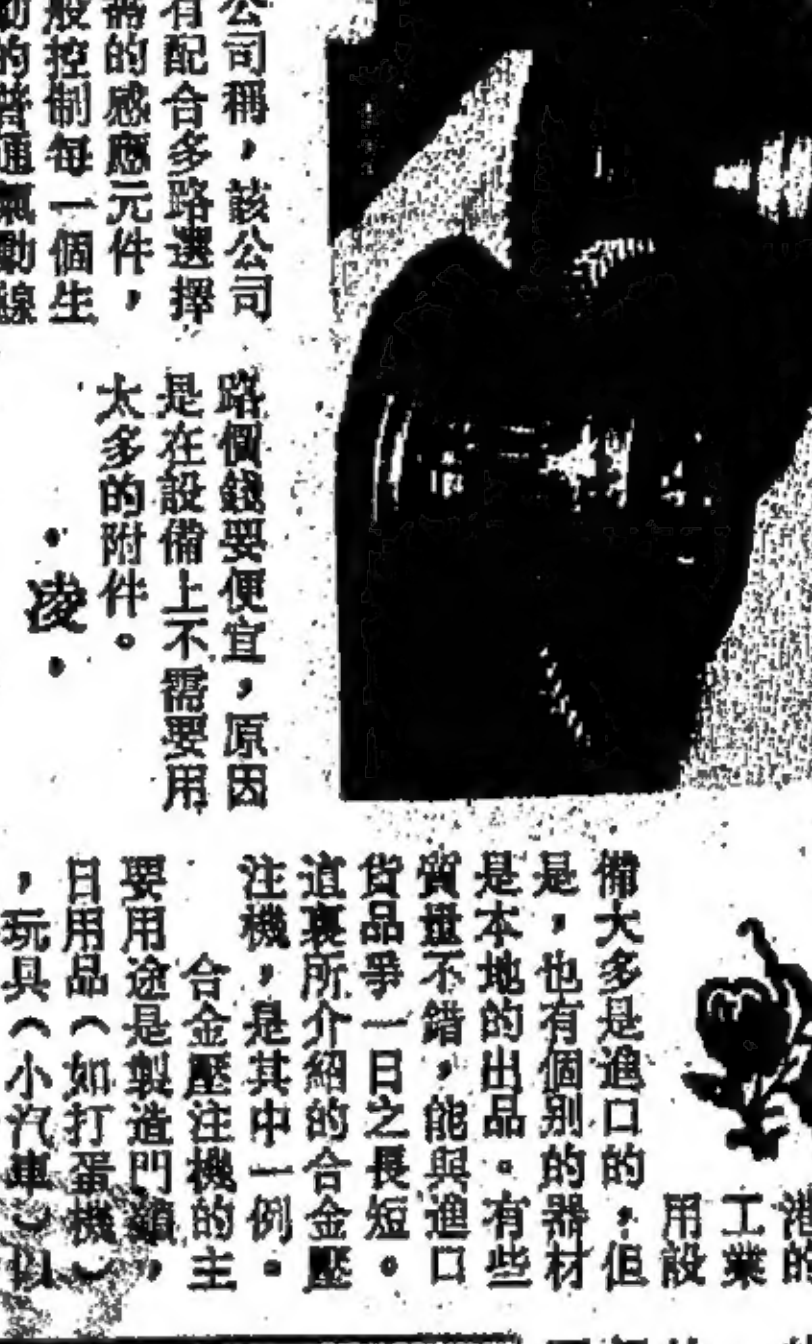 公司稱，該公司
有配合多路選擇
器的感應元件，
般控制每一個生
動的普通氣動線
路價錢要便宜，原因
是在設備上不需要用
太多的附件。
·凌·
港的
工業
用設
備大多是進口的，但
是，也有個別的器材
是本地的出品。有些
質量不錯，能與進口
貨品爭一日之長短。
這裏所介紹的合金壓
注機，是其中一例。
合金壓注機的主
要用途是製造門鎖，
日用品（如打蛋機）
，玩具（小汽車）以